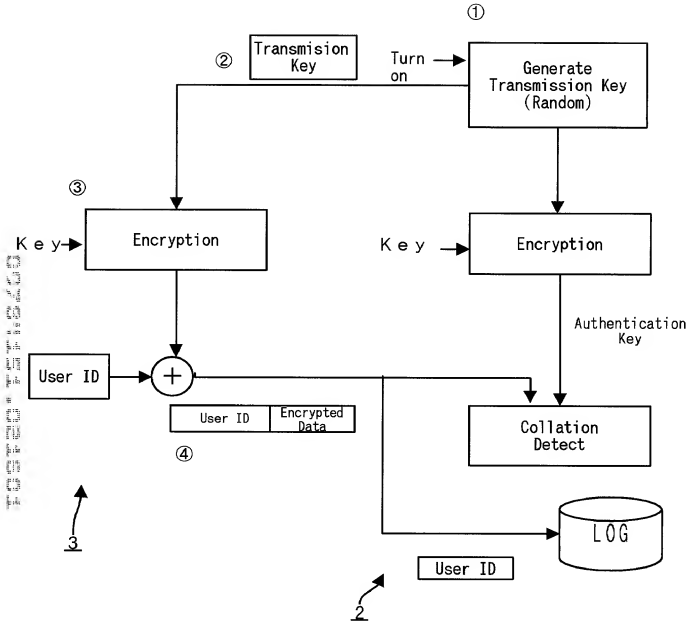 ①
②
Transmision
Key
Turn
on
Generate
Transmission Key
(Random)
③
Key
Encryption
Key
Encryption
Authentication
Key
User ID
+
User ID
Encrypted
Data
④
Collation
Detect
LOG
User ID
3
2